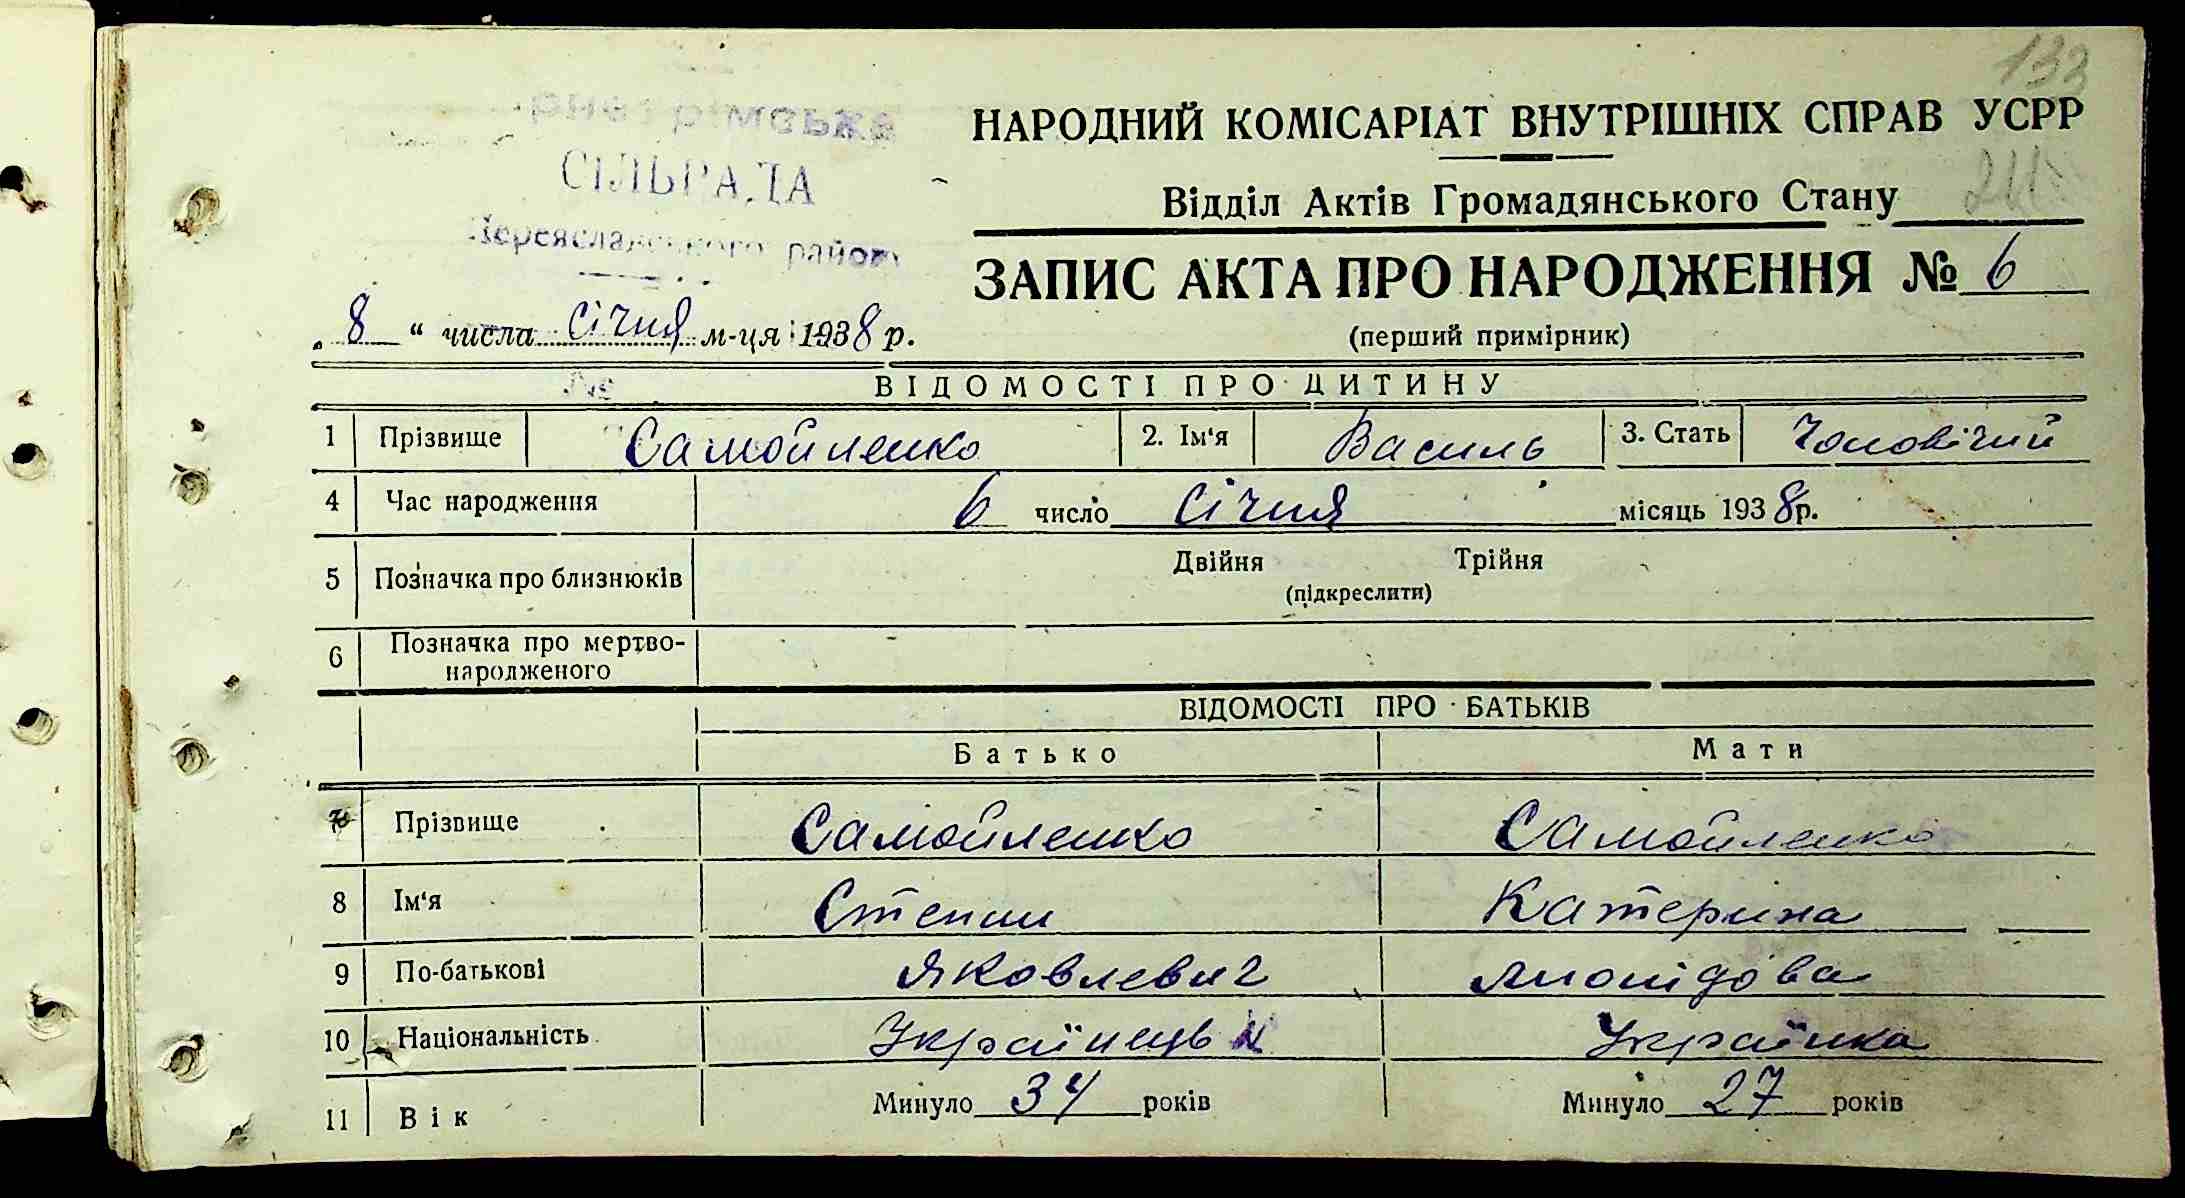 133
СІЛЬРАДА
Переяславського району
НАРОДНИЙ КОМІСАРІАТ ВНУТРІШНІХ СПРАВ УСРР
Відділ Актів Громадянського Стану
ЗАПИС АКТА ПРО НАРОДЖЕННЯ № 6
(перший примірник)
„8“ числа січня м-ця 1938 р.
№
ВІДОМОСТІ ПРО ДИТИНУ
1 Прізвище Самойленко 2. Ім'я Василь 3. Стать Чоловічий
4 Час народження 6 число Січня місяць 1938р.
5 Позначка про близнюків Двійня Трійня
(підкреслити)
6 Позначка про мертво-
народженого
ВІДОМОСТІ ПРО БАТЬКІВ
Батько Мати
7 Прізвище Самойленко Самойленко
8 Ім'я Степан Катерина
9 По-батькові Яковлевич
10 Національність Українець Українка
11 Вік Минуло 34 років Минуло 27 років